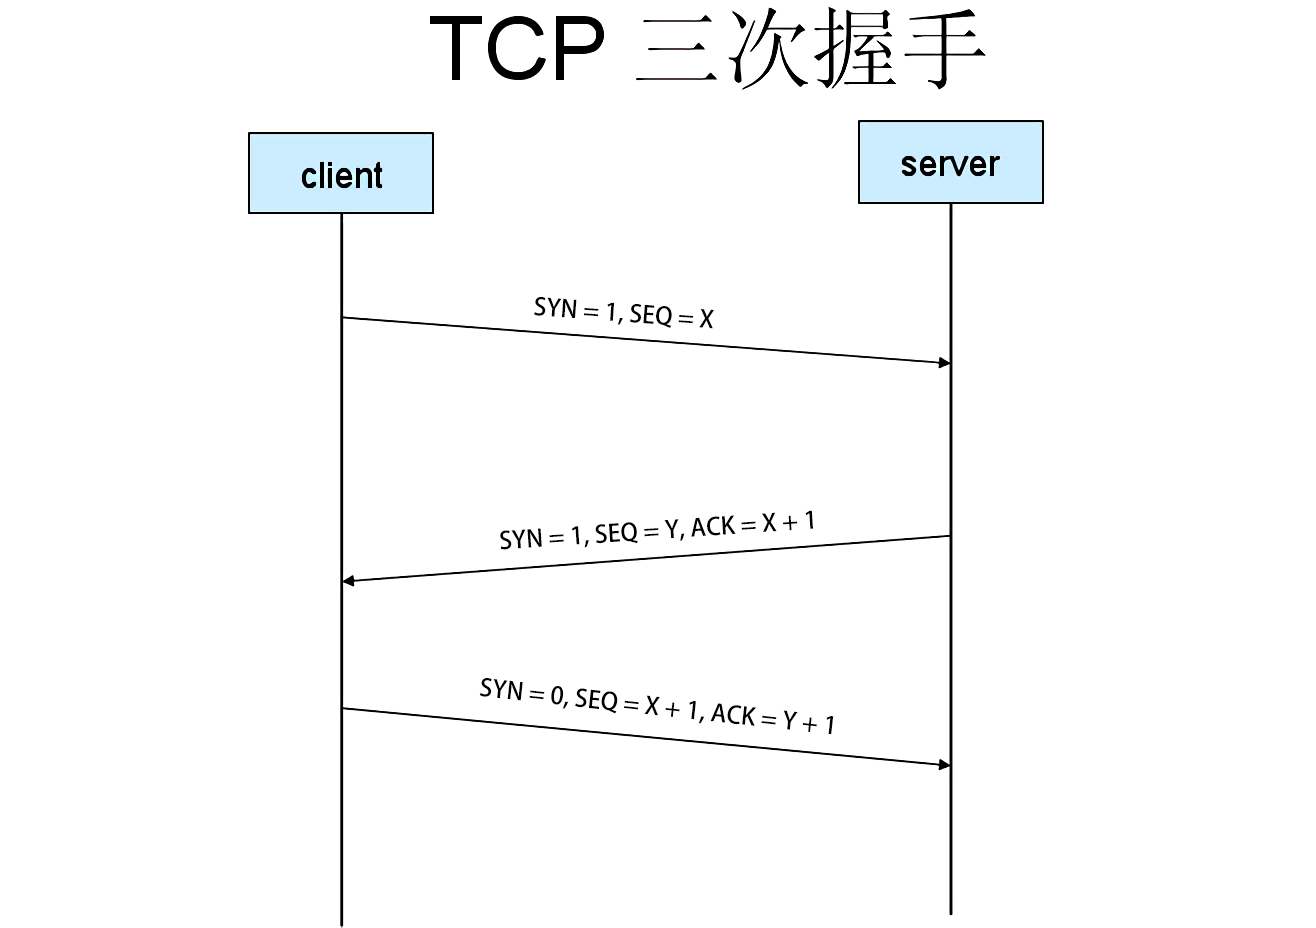 TCP 三次握手
client
server
SYN = 1, SEQ = X
SYN = 1, SEQ = Y, ACK = X + 1
SYN = 0, SEQ = X + 1, ACK = Y + 1